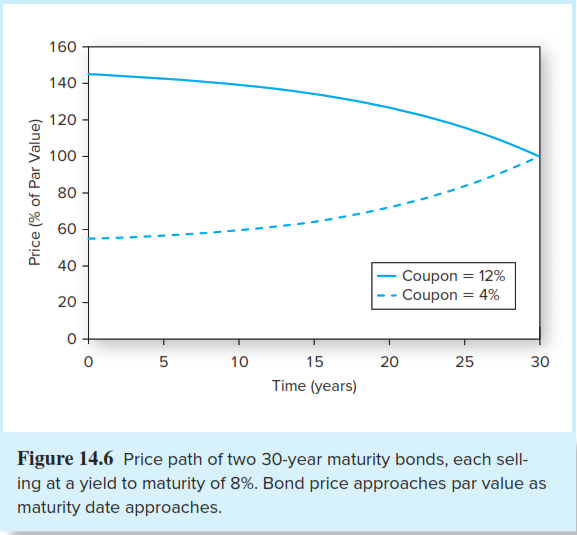 160
140
120
100
80
60
40
20
0
Price (% of Par Value)
Coupon = 12%
Coupon = 4%
0 5 10 15 20 25 30
Time (years)
Figure 14.6 Price path of two 30-year maturity bonds, each sell-
ing at a yield to maturity of 8%. Bond price approaches par value as
maturity date approaches.